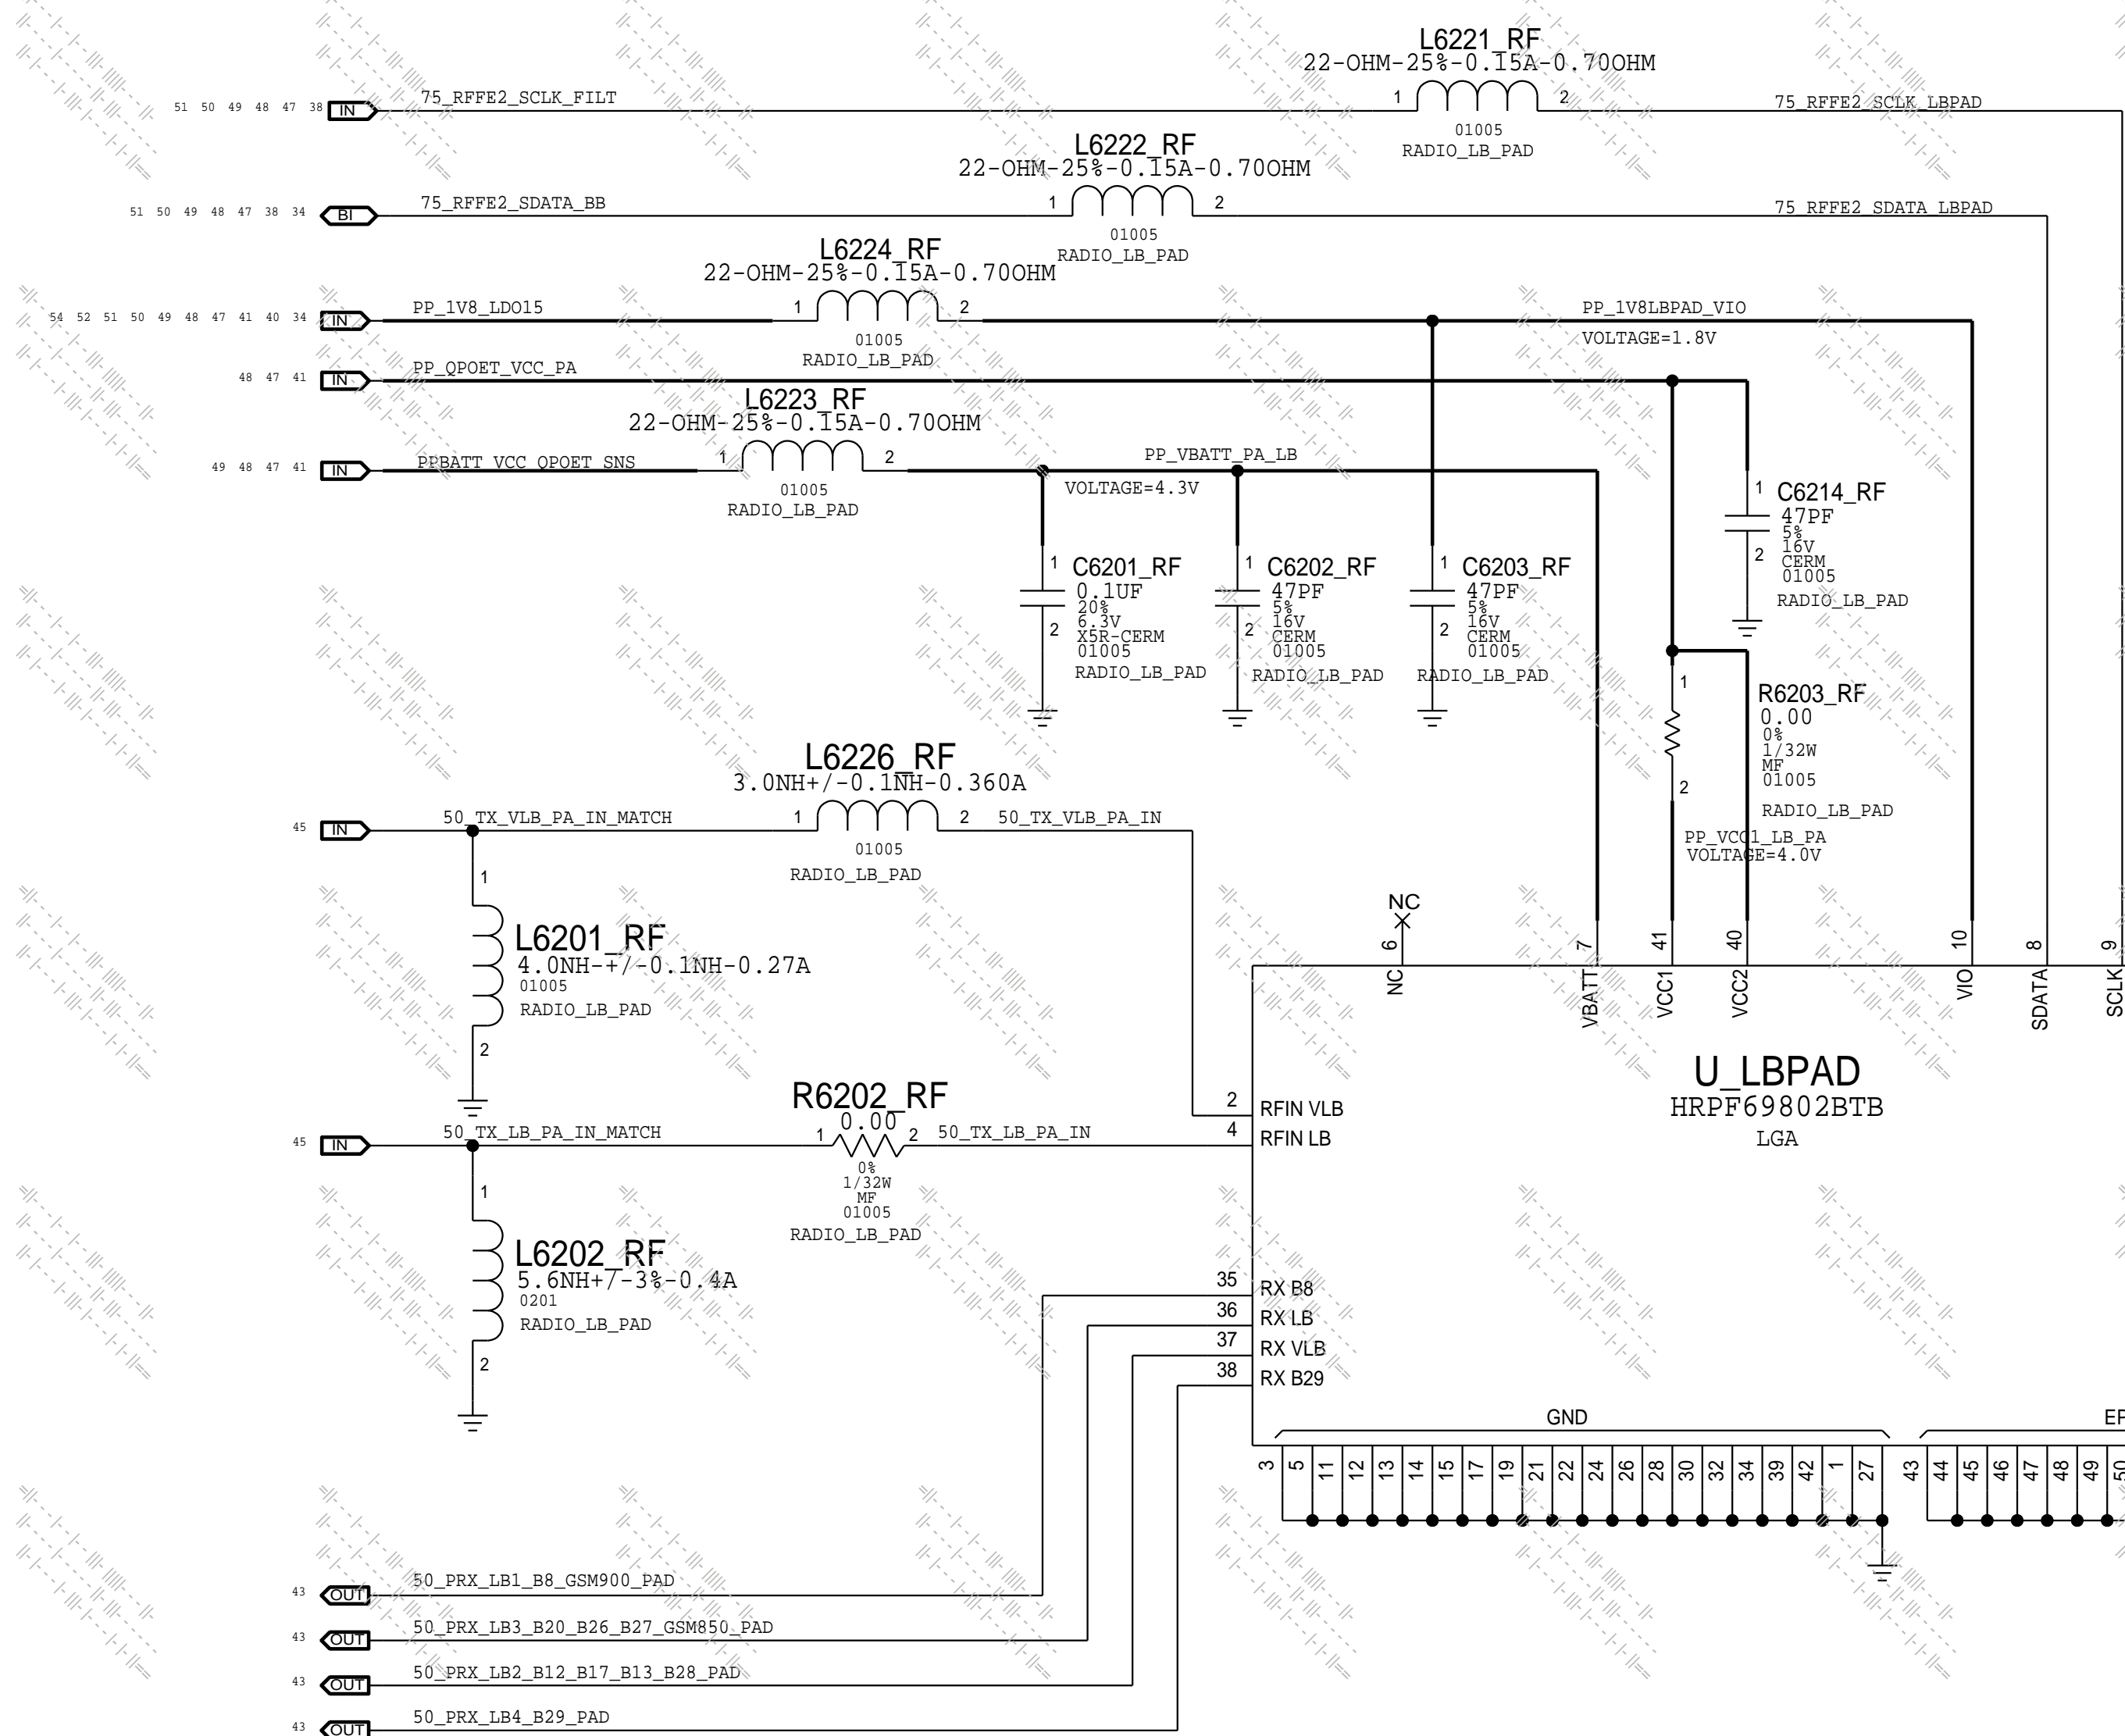 L6221_RF
22-OHM-25%-0.15A-0.70OHM
51 50 49 48 47 38 IN 75_RFFE2_SCLK_FILT 1 2 75_RFFE2_SCLK_LBPAD
01005
RADIO_LB_PAD
L6222_RF
22-OHM-25%-0.15A-0.70OHM
51 50 49 48 47 38 34 BI 75_RFFE2_SDATA_BB 1 2 75_RFFE2_SDATA_LBPAD
01005
RADIO_LB_PAD
L6224_RF
22-OHM-25%-0.15A-0.70OHM
54 52 51 50 49 48 47 41 40 34 IN PP_1V8_LDO15 1 2 PP_1V8LBPAD_VIO
VOLTAGE=1.8V
01005
RADIO_LB_PAD
48 47 41 IN PP_QPOET_VCC_PA
L6223_RF
22-OHM-25%-0.15A-0.70OHM
49 48 47 41 IN PPBATT_VCC_QPOET_SNS 1 2 PP_VBATT_PA_LB
VOLTAGE=4.3V
01005
RADIO_LB_PAD
1 C6214_RF
47PF
5%
16V
2 CERM
01005
RADIO_LB_PAD
1 C6201_RF
0.1UF
20%
6.3V
2 X5R-CERM
01005
RADIO_LB_PAD
1 C6202_RF
47PF
5%
16V
2 CERM
01005
RADIO_LB_PAD
1 C6203_RF
47PF
5%
16V
2 CERM
01005
RADIO_LB_PAD
1 R6203_RF
0.00
0%
1/32W
MF
2 01005
RADIO_LB_PAD
PP_VCC1_LB_PA
VOLTAGE=4.0V
L6226_RF
3.0NH+/-0.1NH-0.360A
45 IN 50_TX_VLB_PA_IN_MATCH 1 2 50_TX_VLB_PA_IN
01005
RADIO_LB_PAD
1
L6201_RF
4.0NH-+/-0.1NH-0.27A
01005
RADIO_LB_PAD
2
NC
6 7 41 40 10 8 9
NC VBATT VCC1 VCC2 VIO SDATA SCLK
U_LBPAD
HRPF69802BTB
LGA
R6202_RF
0.00
45 IN 50_TX_LB_PA_IN_MATCH 1 2 50_TX_LB_PA_IN
0%
1/32W
MF
01005
RADIO_LB_PAD
2 RFIN VLB
4 RFIN LB
1
L6202_RF
5.6NH+/-3%-0.4A
0201
RADIO_LB_PAD
2
35 RX B8
36 RX LB
37 RX VLB
38 RX B29
GND
3 5 11 12 13 14 15 17 19 21 22 24 26 28 30 32 34 39 42 1 27 43 44 45 46 47 48 49 50
43 OUT 50_PRX_LB1_B8_GSM900_PAD
43 OUT 50_PRX_LB3_B20_B26_B27_GSM850_PAD
43 OUT 50_PRX_LB2_B12_B17_B13_B28_PAD
43 OUT 50_PRX_LB4_B29_PAD